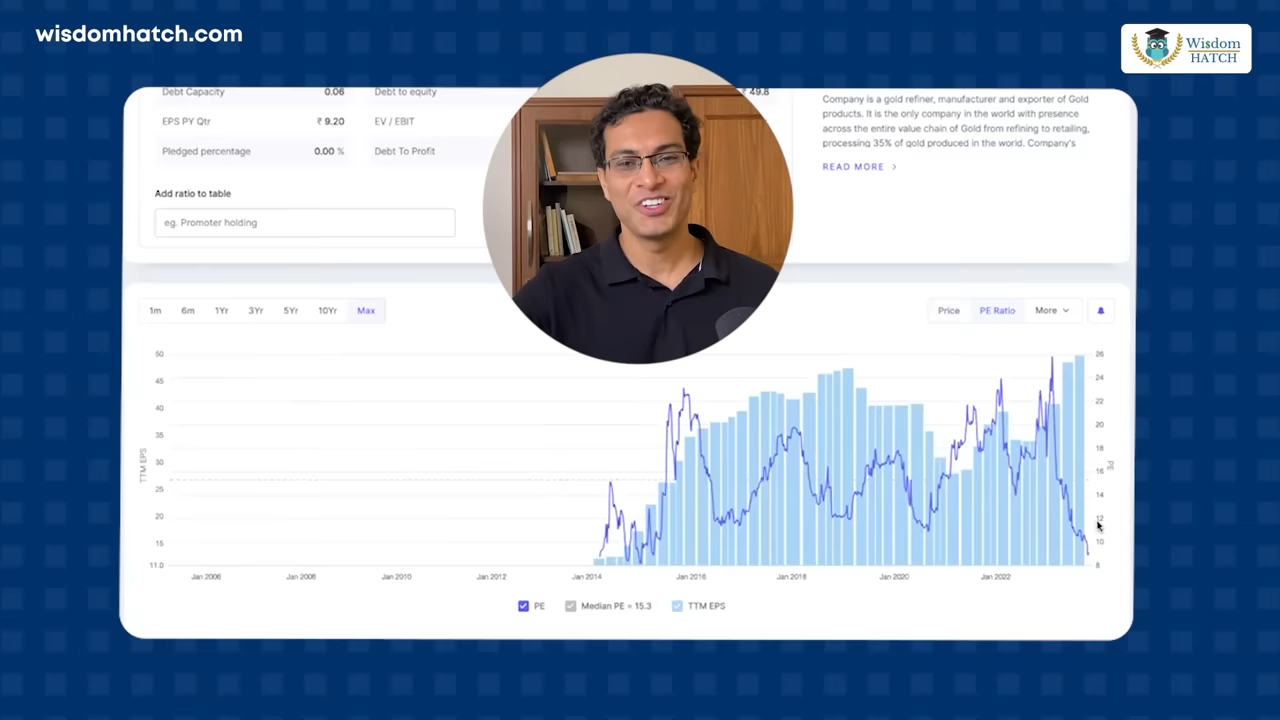 wisdomhatch.com
Wisdom
HATCH
Debt Capacity 0.06 Debt to equity ₹ 49.8
EPS PY Qtr ₹ 9.20 EV / EBIT
Pledged percentage 0.00 % Debt To Profit
Company is a gold refiner, manufacturer and exporter of Gold
products. It is the only company in the world with presence
across the entire value chain of Gold from refining to retailing,
processing 35% of gold produced in the world. Company's
READ MORE >
Add ratio to table
eg. Promoter holding
1m 6m 1Yr 3Yr 5Yr 10Yr Max
Price PE Ratio More
50
45
40
35
30
25
20
15
11.0
TTM EPS
26
24
22
20
18
16
14
12
10
8
PE
Jan 2006 Jan 2008 Jan 2010 Jan 2012 Jan 2014 Jan 2016 Jan 2018 Jan 2020 Jan 2022
PE Median PE = 15.3 TTM EPS